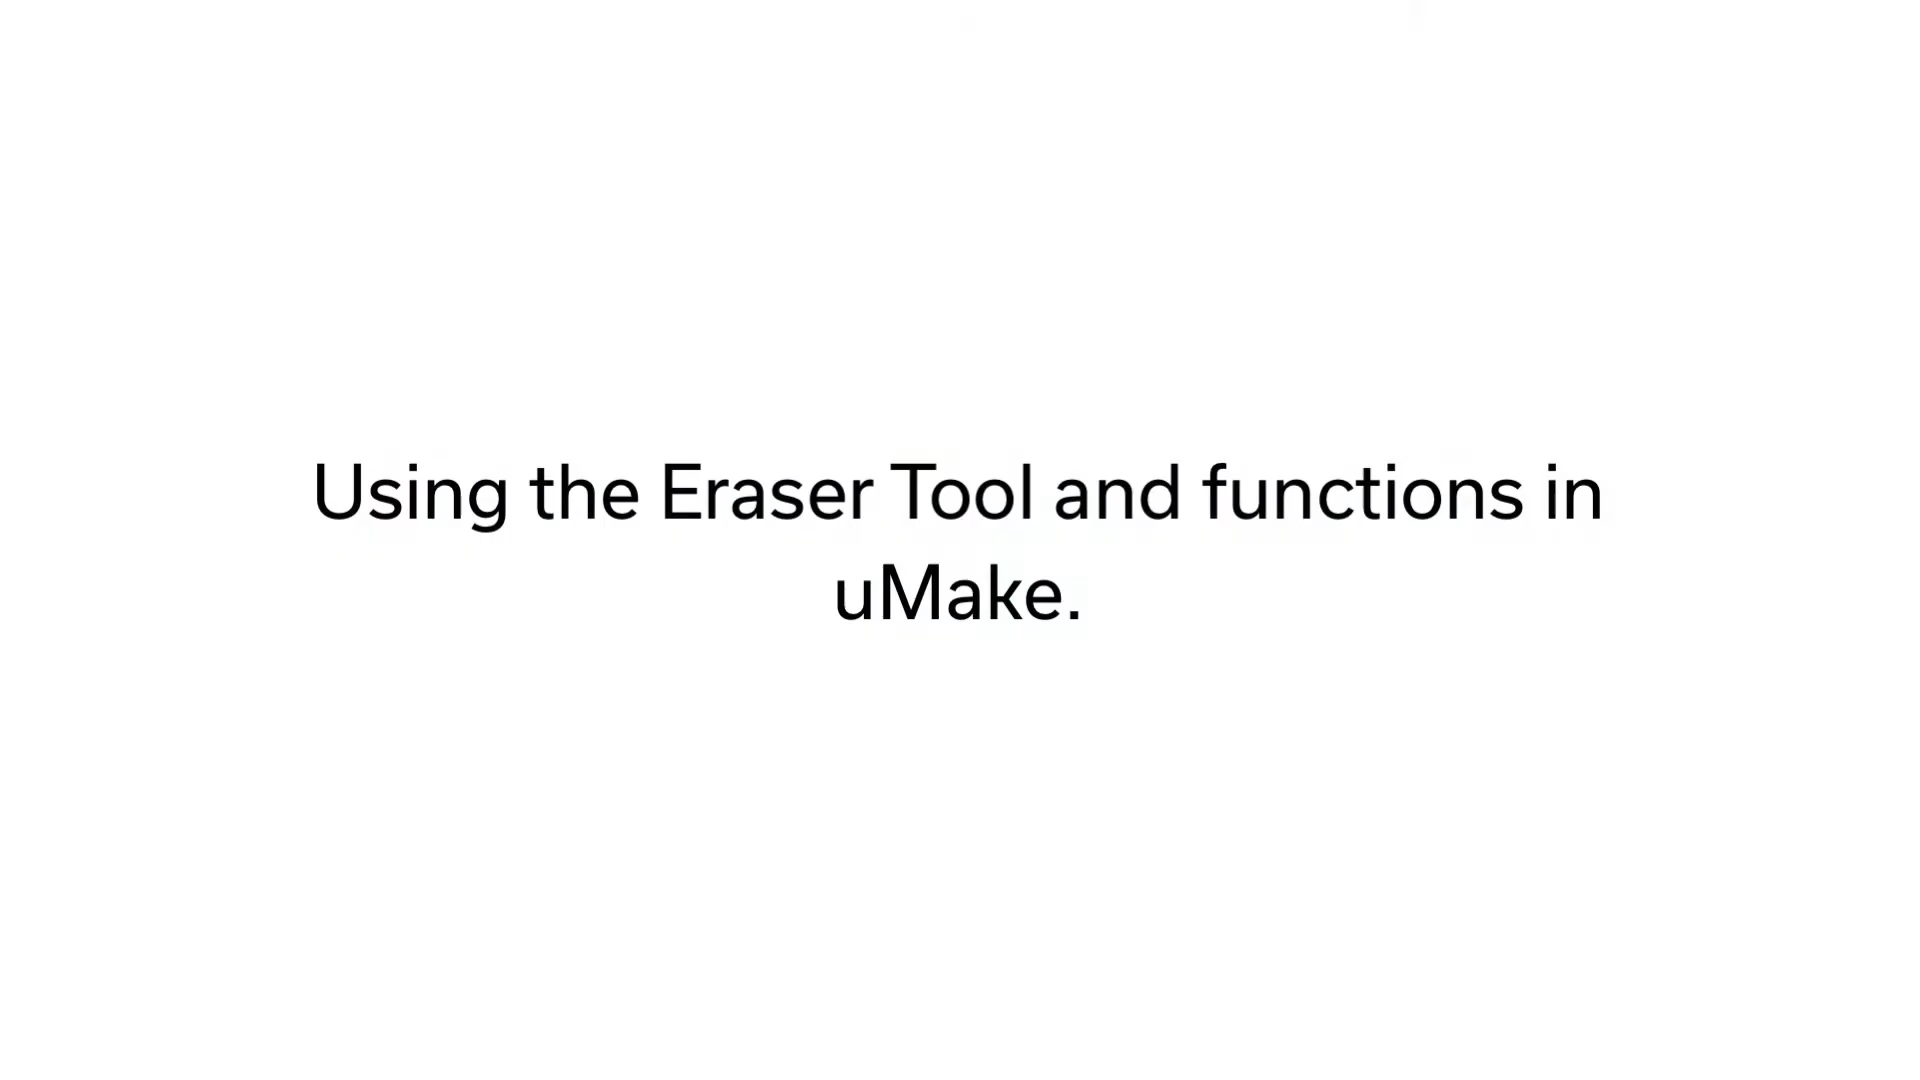 Using the Eraser Tool and functions in
uMake.